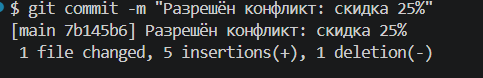 $ git commit -m "Разрешён конфликт: скидка 25%"
[main 7b145b6] Разрешён конфликт: скидка 25%
 1 file changed, 5 insertions(+), 1 deletion(-)